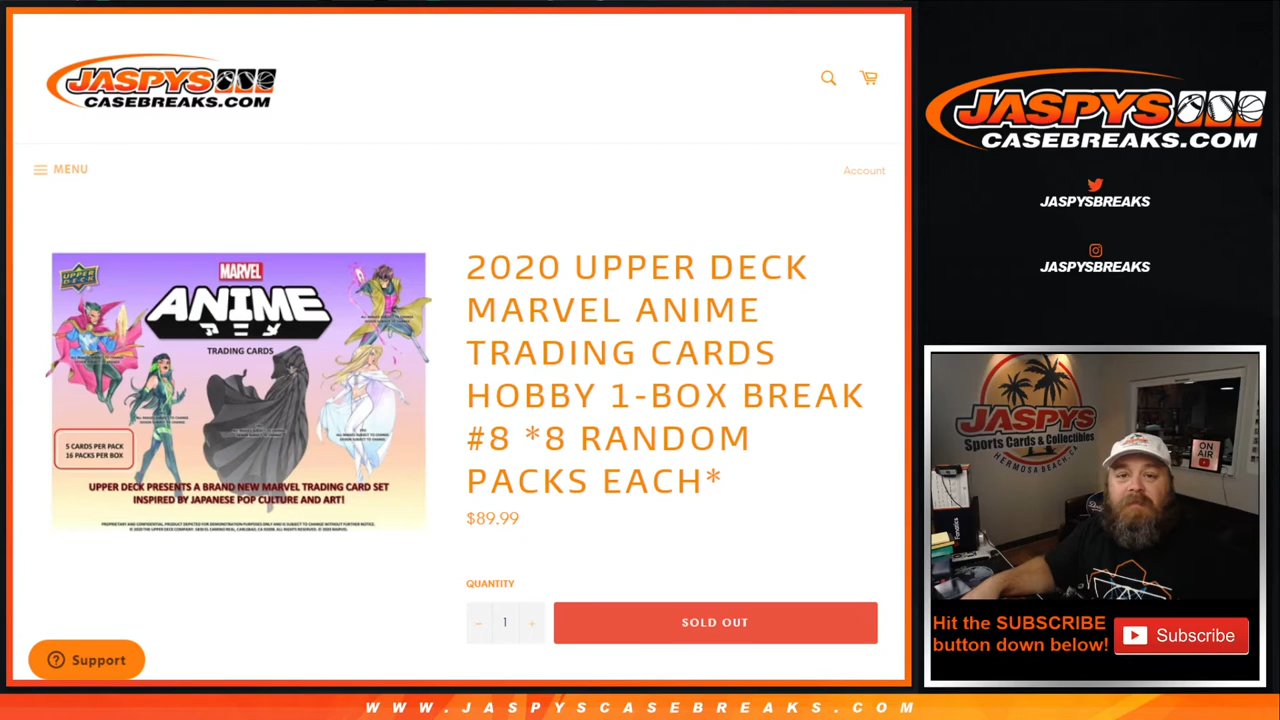 JASPYS
CASEBREAKS.COM
MENU
Account
UPPER DECK
MARVEL
ANIME
TRADING CARDS
5 CARDS PER PACK
16 PACKS PER BOX
UPPER DECK PRESENTS A BRAND NEW MARVEL TRADING CARD SET
INSPIRED BY JAPANESE POP CULTURE AND ART!
2020 UPPER DECK
MARVEL ANIME
TRADING CARDS
HOBBY 1-BOX BREAK
#8 *8 RANDOM
PACKS EACH*
$89.99
QUANTITY
− 1 +
SOLD OUT
Support
JASPYS
CASEBREAKS.COM
JASPYSBREAKS
JASPYSBREAKS
JASPYS
Sports Cards & Collectibles
HERMOSA BEACH, CA
ON
AIR
Fanatics
Hit the SUBSCRIBE
button down below!
Subscribe
WWW.JASPYSCASEBREAKS.COM